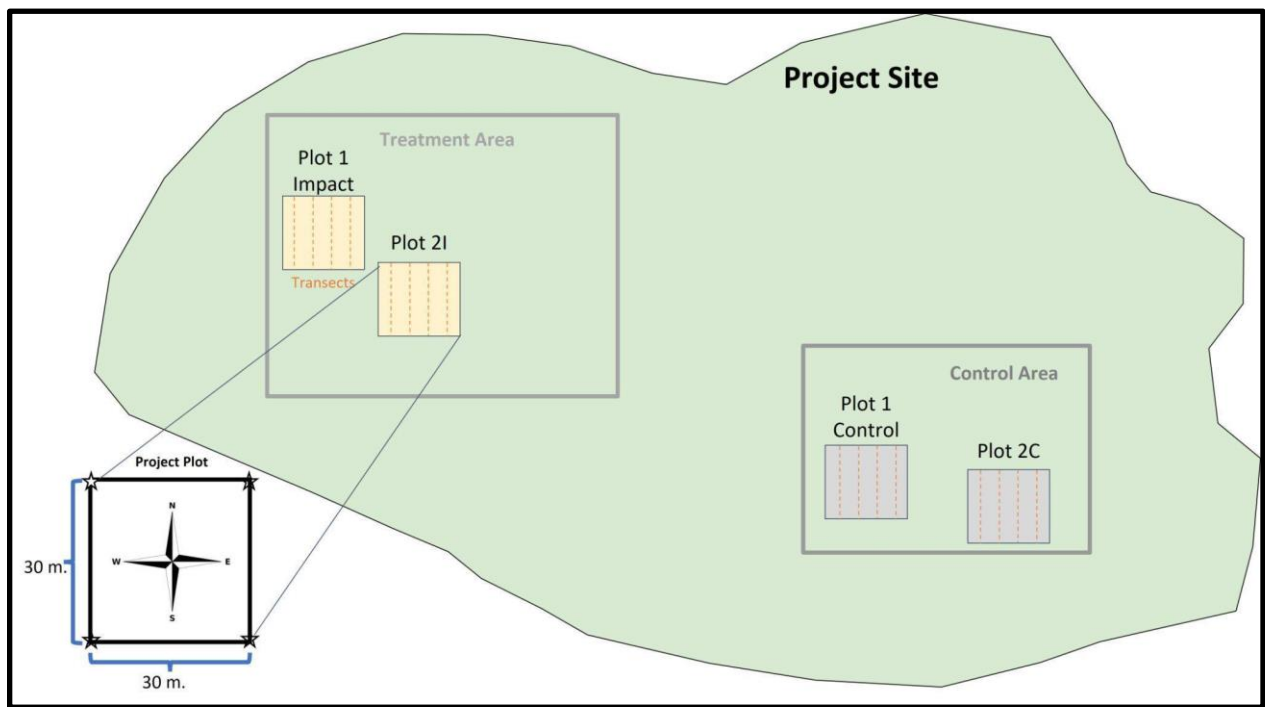 Project Site
Treatment Area
Plot 1
Impact
Plot 2I
Transects
Control Area
Plot 1
Control
Plot 2C
Project Plot
N
W
E
S
30 m.
30 m.